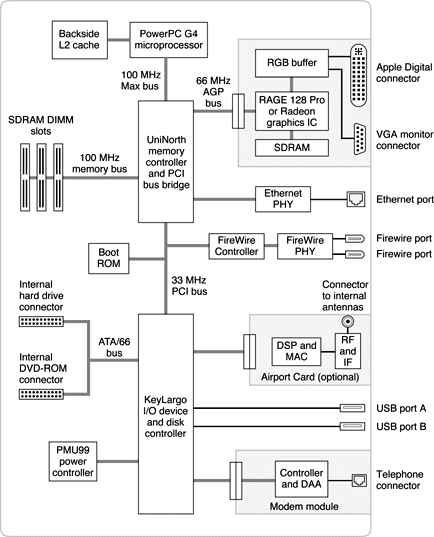 Backside
L2 cache
PowerPC G4
microprocessor
100 MHz
Max bus
66 MHz
AGP
bus
RGB buffer
Apple Digital
connector
RAGE 128 Pro
or Radeon
graphics IC
SDRAM
VGA monitor
connector
SDRAM DIMM
slots
100 MHz
memory bus
UniNorth
memory
controller
and PCI
bus bridge
Ethernet
PHY
Ethernet port
Boot
ROM
FireWire
Controller
FireWire
PHY
Firewire port
Firewire port
33 MHz
PCI bus
Internal
hard drive
connector
Connector
to internal
antennas
ATA/66
bus
Internal
DVD-ROM
connector
DSP and
MAC
RF
and
IF
Airport Card (optional)
KeyLargo
I/O device
and disk
controller
USB port A
USB port B
PMU99
power
controller
Controller
and DAA
Telephone
connector
Modem module